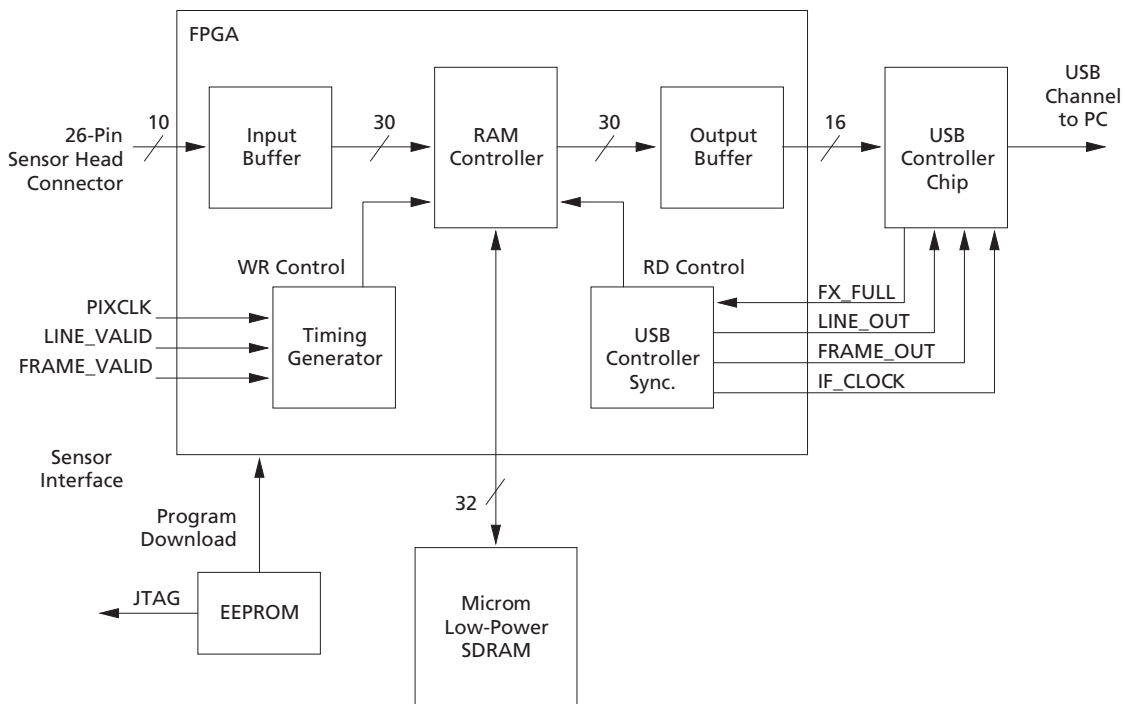 FPGA
26-Pin
Sensor Head
Connector
10
Input
Buffer
30
RAM
Controller
30
Output
Buffer
16
USB
Controller
Chip
USB
Channel
to PC
WR Control
RD Control
PIXCLK
LINE_VALID
FRAME_VALID
Timing
Generator
USB
Controller
Sync.
FX_FULL
LINE_OUT
FRAME_OUT
IF_CLOCK
Sensor
Interface
Program
Download
32
JTAG
EEPROM
Microm
Low-Power
SDRAM